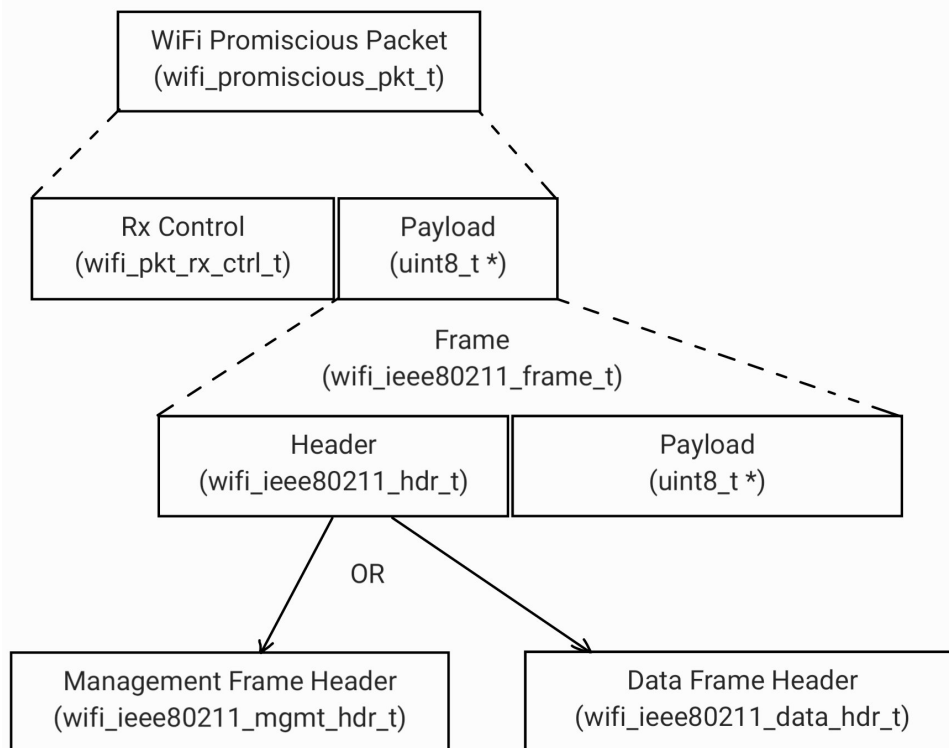 WiFi Promiscious Packet
(wifi_promiscious_pkt_t)
Rx Control
(wifi_pkt_rx_ctrl_t)
Payload
(uint8_t *)
Frame
(wifi_ieee80211_frame_t)
Header
(wifi_ieee80211_hdr_t)
Payload
(uint8_t *)
OR
Management Frame Header
(wifi_ieee80211_mgmt_hdr_t)
Data Frame Header
(wifi_ieee80211_data_hdr_t)